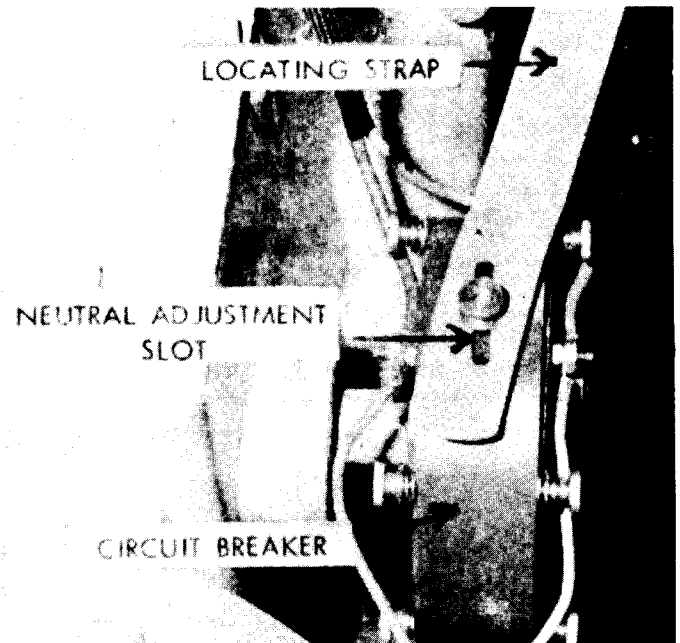 LOCATING STRAP
NEUTRAL ADJUSTMENT
SLOT
CIRCUIT BREAKER